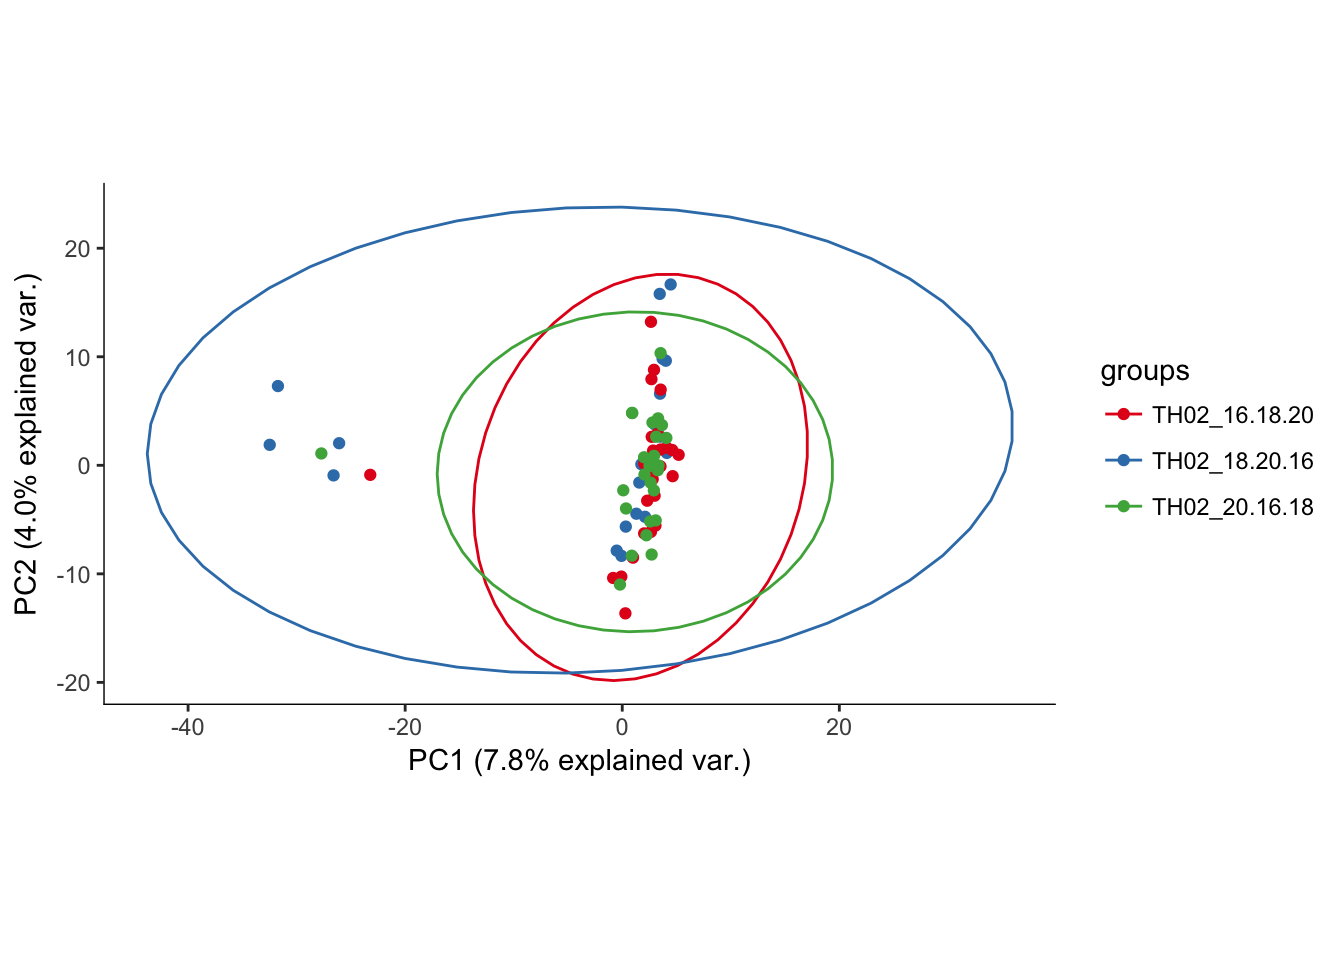 20
10
0
-10
-20
PC2 (4.0% explained var.)
-40
-20
0
20
PC1 (7.8% explained var.)
groups
TH02_16.18.20
TH02_18.20.16
TH02_20.16.18